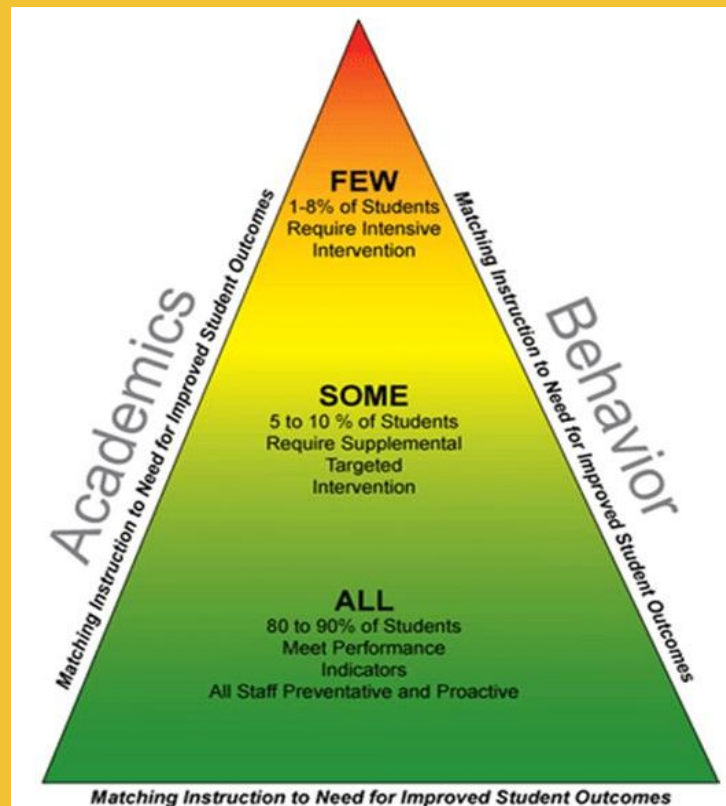 FEW
1-8% of Students
Require Intensive
Intervention
Academics
Matching Instruction to Need for Improved Student Outcomes
Matching Instruction to Need for Improved Student Outcomes
Behavior
SOME
5 to 10 % of Students
Require Supplemental
Targeted
Intervention
ALL
80 to 90% of Students
Meet Performance
Indicators
All Staff Preventative and Proactive
Matching Instruction to Need for Improved Student Outcomes